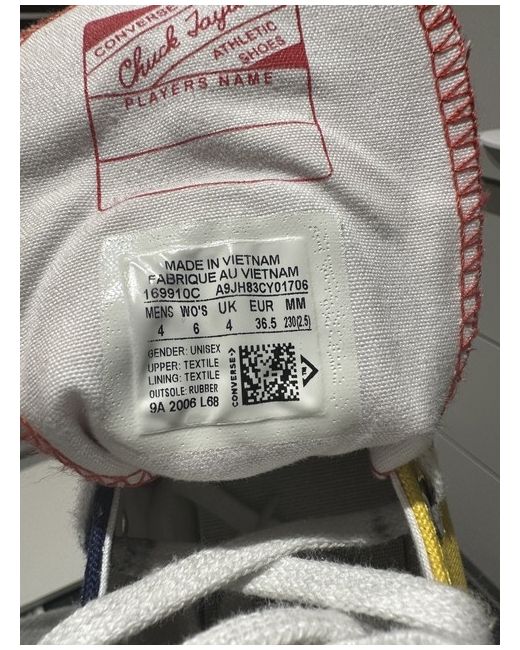 CONVERSE
Chuck Taylor
ATHLETIC
SHOES
PLAYERS NAME
MADE IN VIETNAM
FABRIQUE AU VIETNAM
169910C A9JH83CY01706
MENS WO'S UK EUR MM
4 6 4 36.5 230(2.5)
GENDER: UNISEX
UPPER: TEXTILE
LINING: TEXTILE
OUTSOLE: RUBBER
9A 2006 L68
CONVERSE
TM